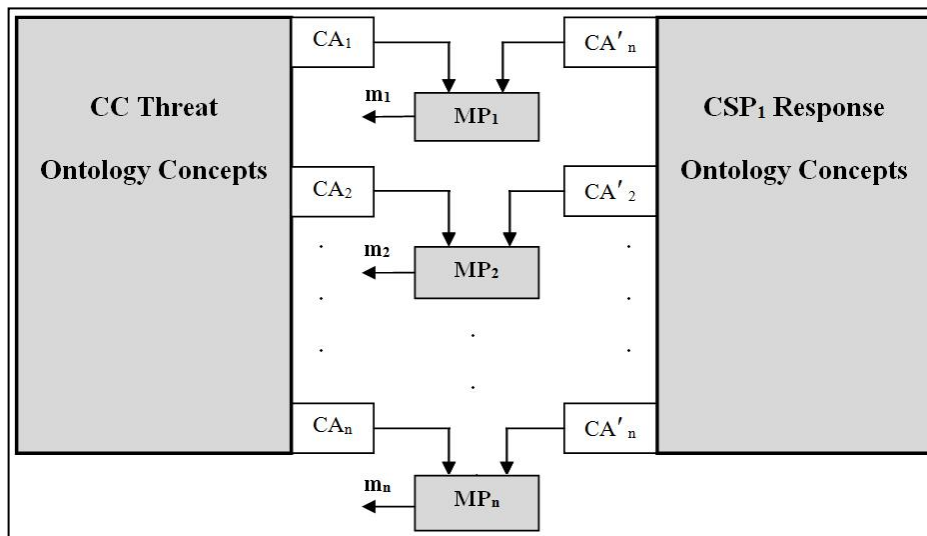 CC Threat
Ontology Concepts
CA₁
CA′ₙ
m₁
MP₁
CSP₁ Response
Ontology Concepts
CA₂
CA′₂
m₂
MP₂
CAₙ
CA′ₙ
mₙ
MPₙ